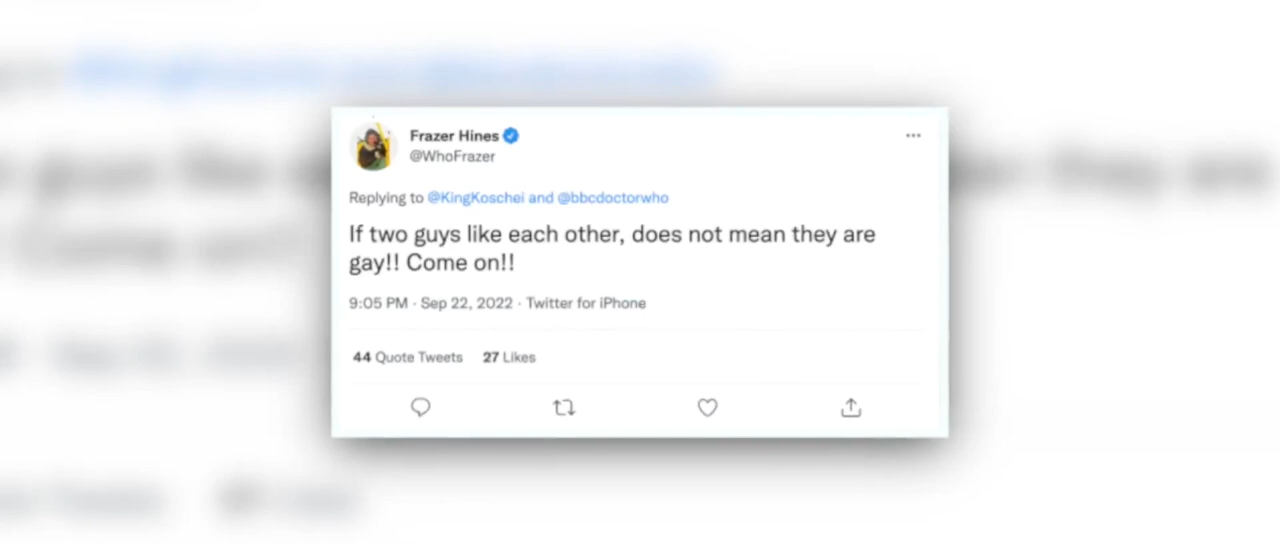 Frazer Hines
@WhoFrazer
Replying to @KingKoschei and @bbcdoctorwho
If two guys like each other, does not mean they are
gay!! Come on!!
9:05 PM · Sep 22, 2022 · Twitter for iPhone
44 Quote Tweets 27 Likes